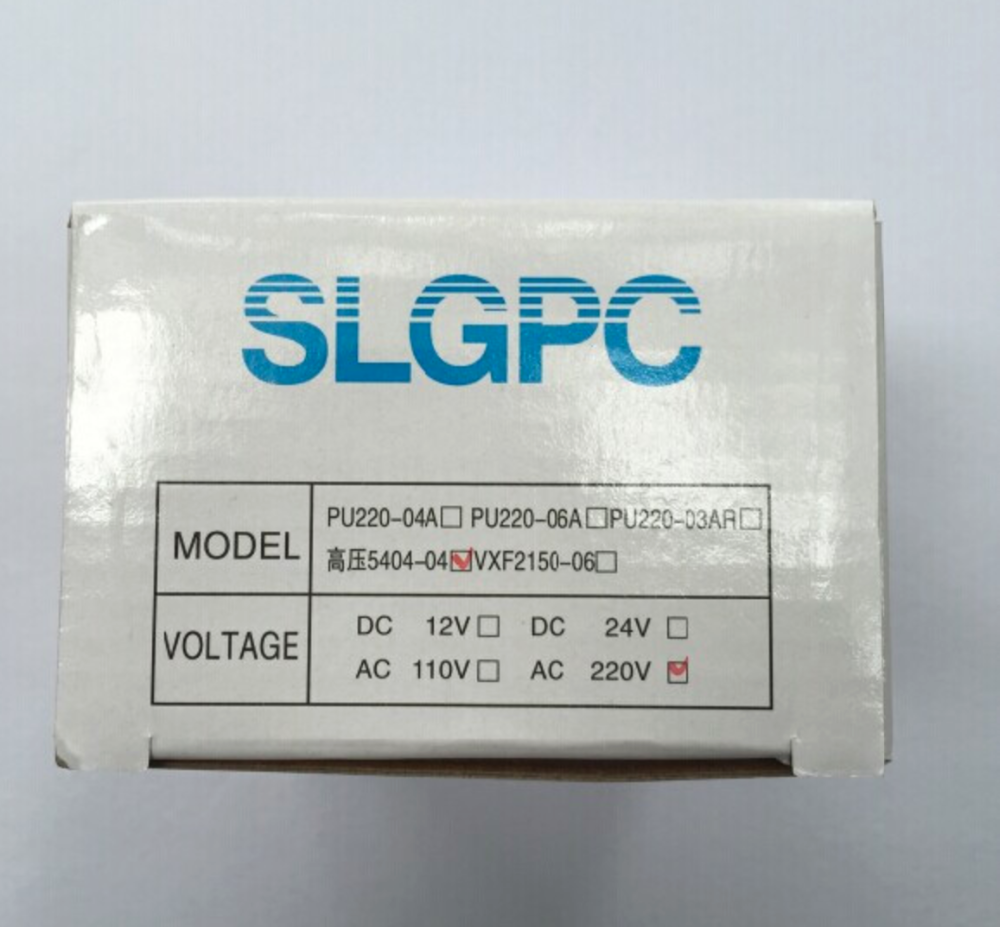 SLGPC
MODEL
PU220-04A□ PU220-06A□PU220-03AR□
高压5404-04☑VXF2150-06□
VOLTAGE
DC 12V□ DC 24V □
AC 110V□ AC 220V ☑